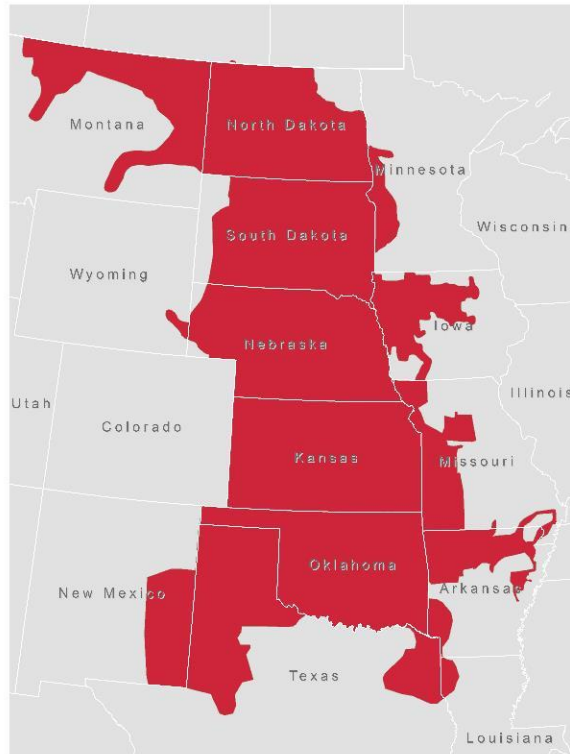 Montana
North Dakota
Minnesota
Wisconsin
South Dakota
Wyoming
Iowa
Nebraska
Illinois
Utah
Colorado
Kansas
Missouri
Oklahoma
New Mexico
Arkansas
Texas
Louisiana